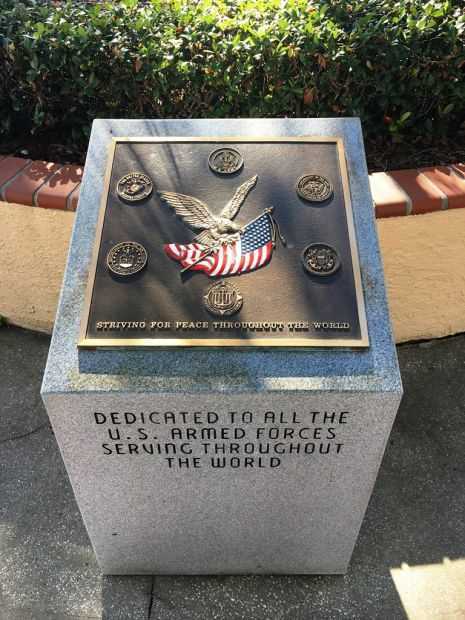 STRIVING FOR PEACE THROUGHOUT THE WORLD
DEDICATED TO ALL THE
U.S. ARMED FORCES
SERVING THROUGHOUT
THE WORLD